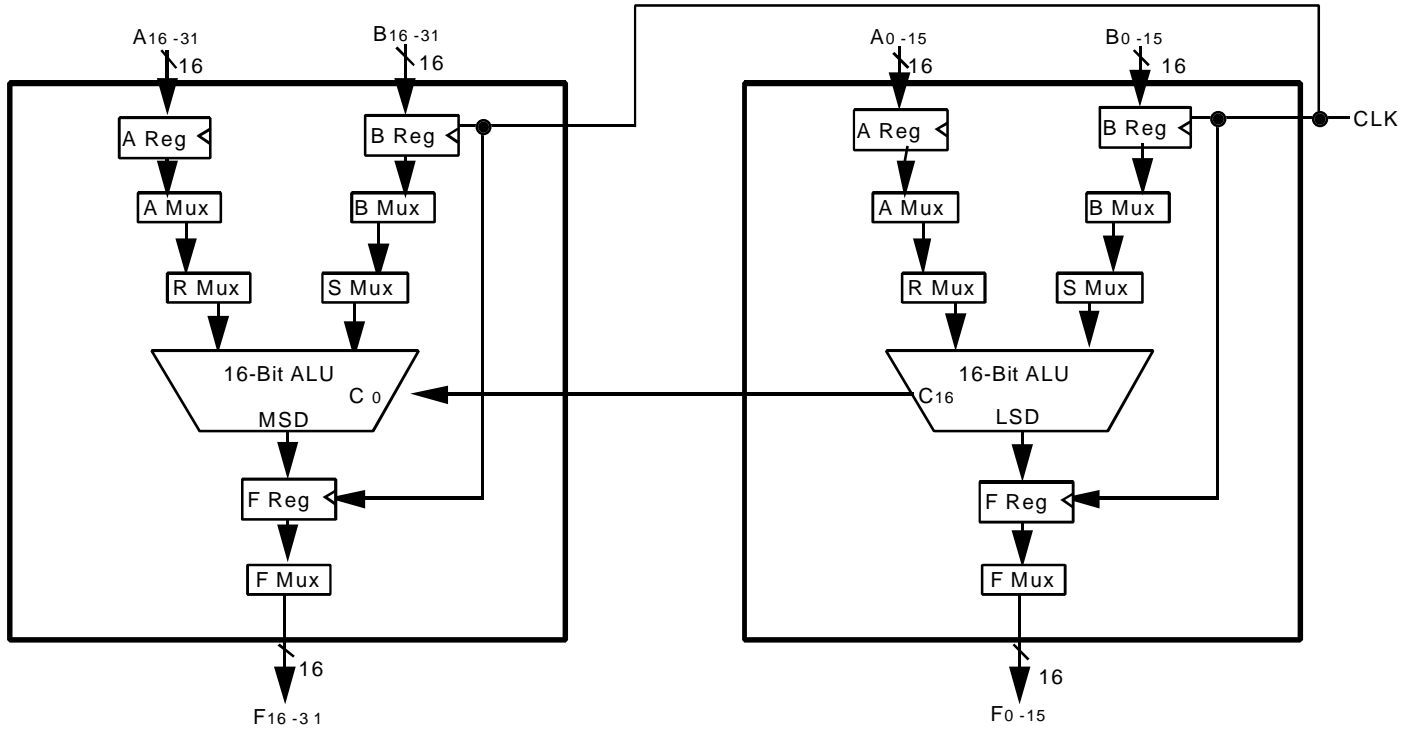 A16-31
16
B16-31
16
A Reg
B Reg
A Mux
B Mux
R Mux
S Mux
16-Bit ALU
C 0
MSD
F Reg
F Mux
16
F16-31
A0-15
16
B0-15
16
CLK
A Reg
B Reg
A Mux
B Mux
R Mux
S Mux
16-Bit ALU
C16
LSD
F Reg
F Mux
16
F0-15